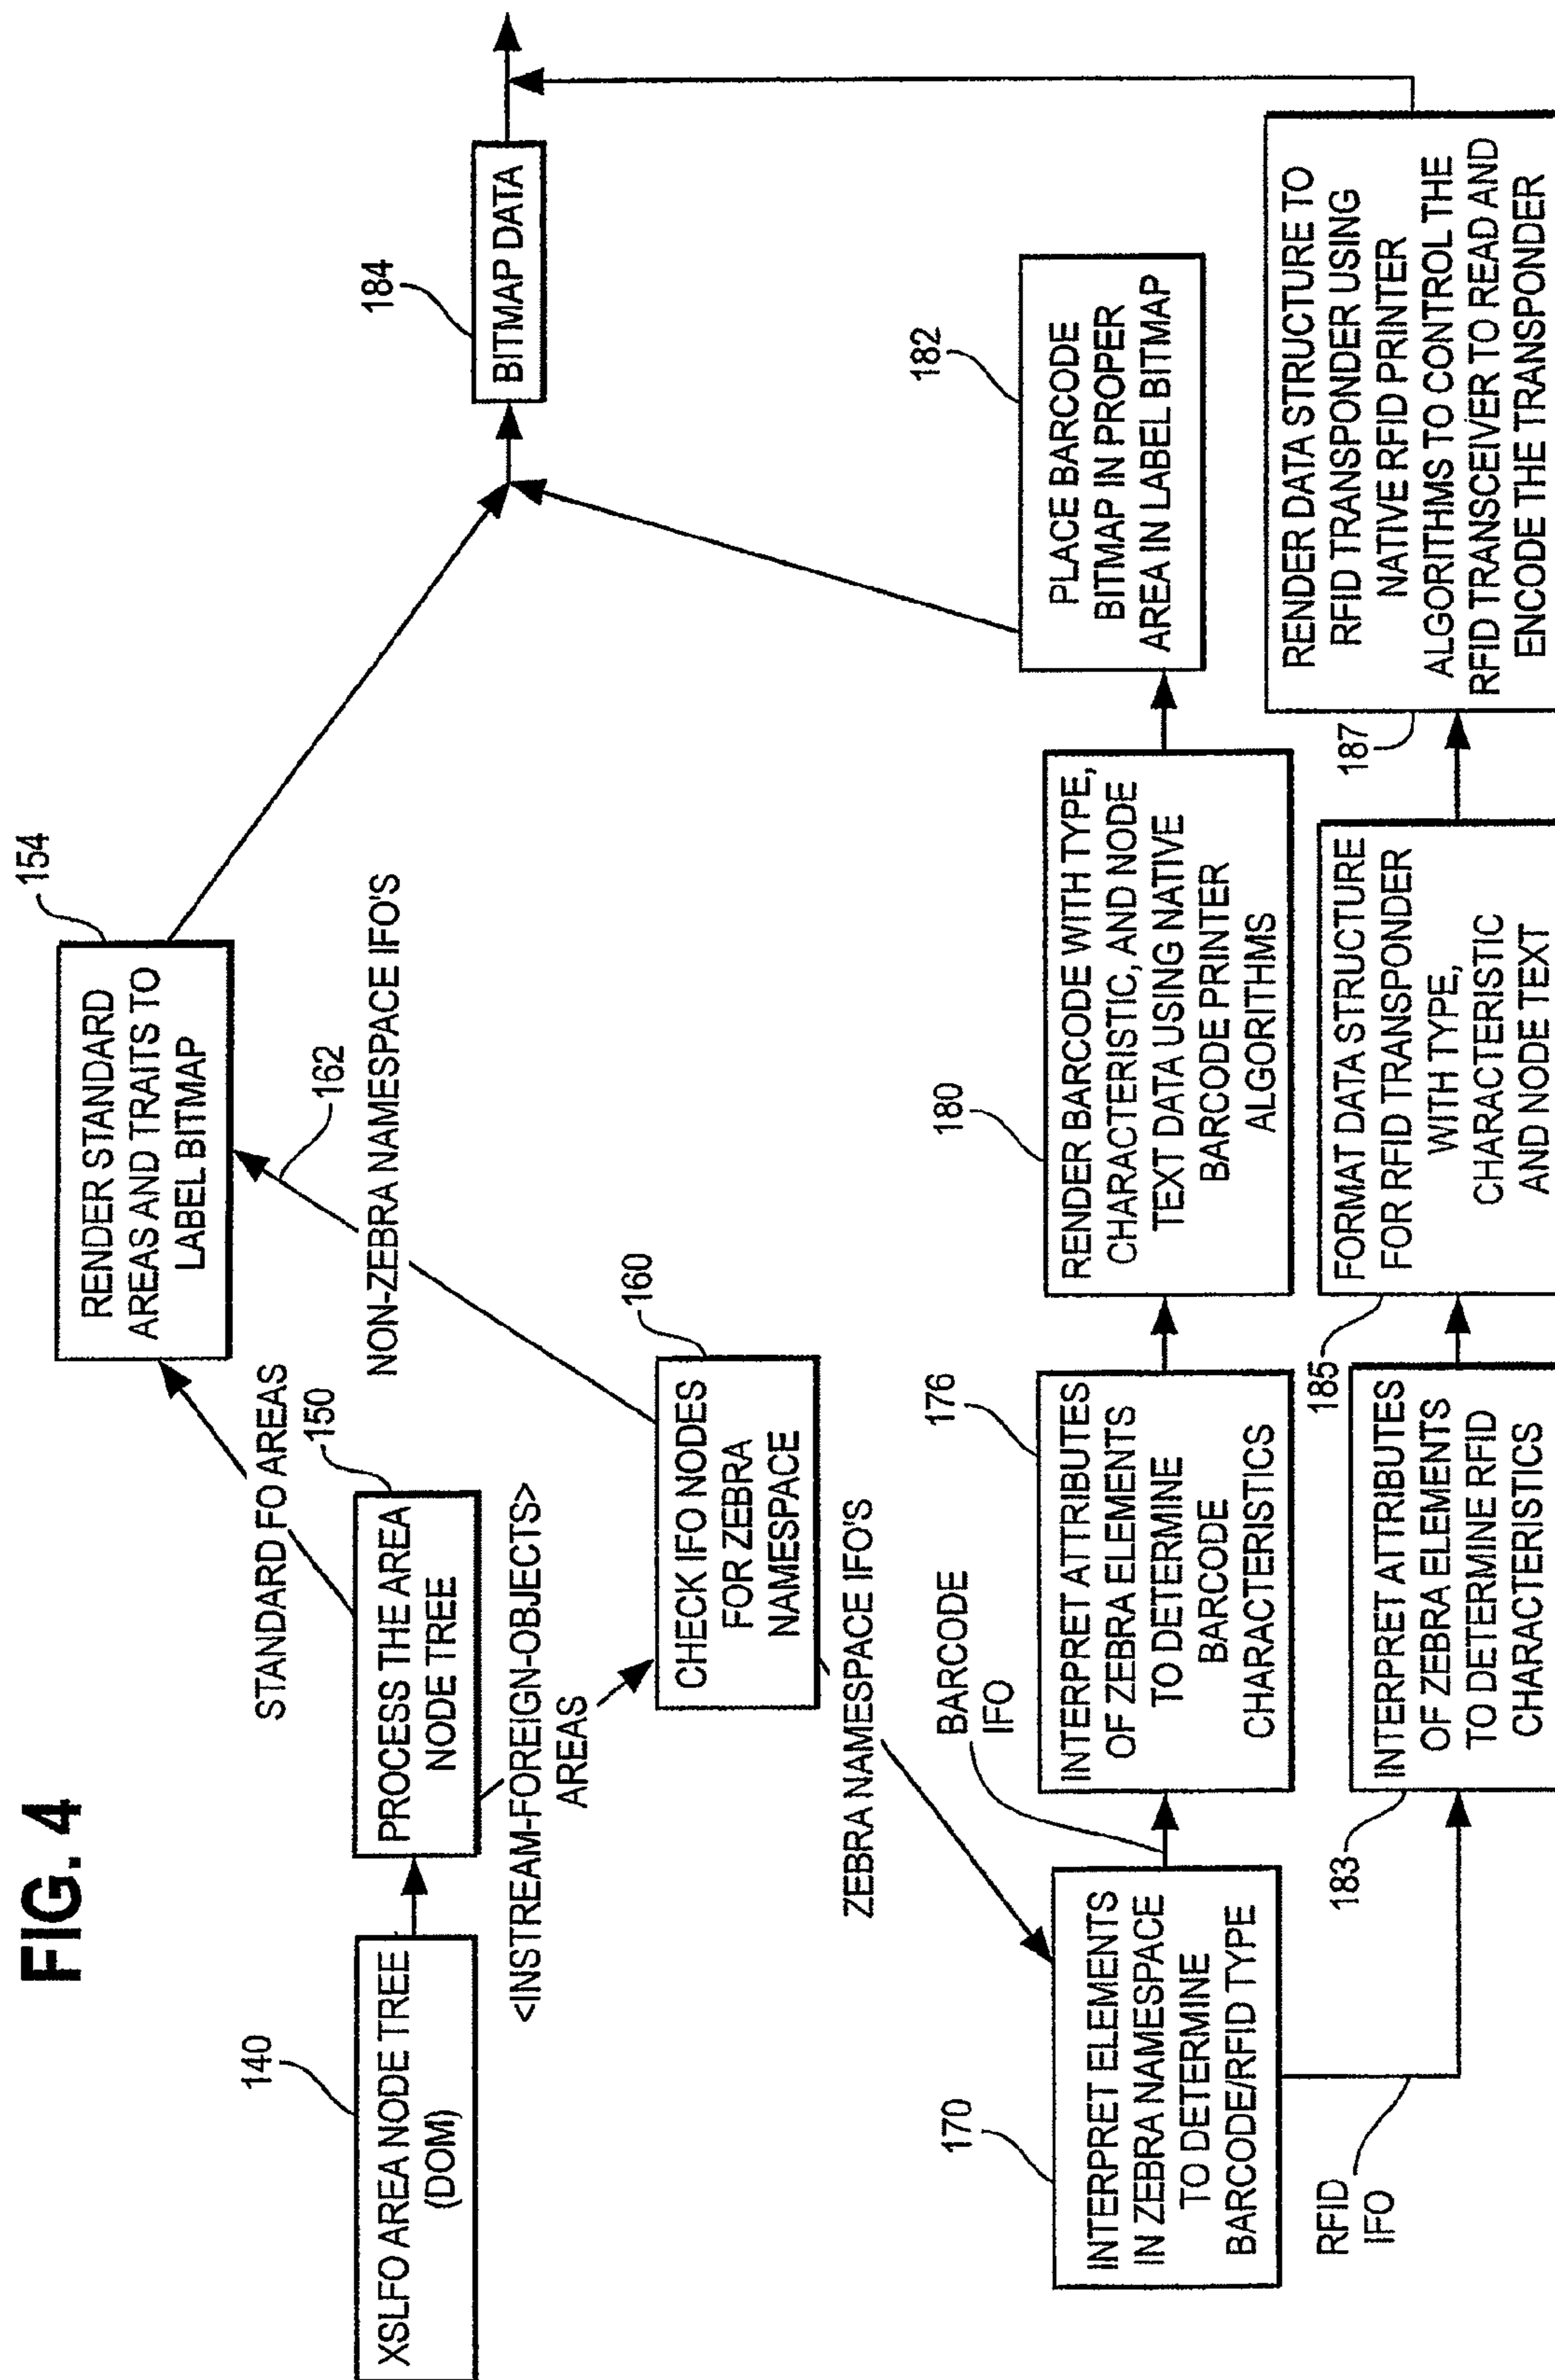 FIG. 4
140
XSLFO AREA NODE TREE
(DOM)
150
PROCESS THE AREA
NODE TREE
STANDARD FO AREAS
154
RENDER STANDARD
AREAS AND TRAITS TO
LABEL BITMAP
<INSTREAM-FOREIGN-OBJECTS>
AREAS
160
CHECK IFO NODES
FOR ZEBRA
NAMESPACE
162
NON-ZEBRA NAMESPACE IFO'S
ZEBRA NAMESPACE IFO'S
170
INTERPRET ELEMENTS
IN ZEBRA NAMESPACE
TO DETERMINE
BARCODE/RFID TYPE
BARCODE
IFO
176
INTERPRET ATTRIBUTES
OF ZEBRA ELEMENTS
TO DETERMINE
BARCODE
CHARACTERISTICS
180
RENDER BARCODE WITH TYPE,
CHARACTERISTIC, AND NODE
TEXT DATA USING NATIVE
BARCODE PRINTER
ALGORITHMS
182
PLACE BARCODE
BITMAP IN PROPER
AREA IN LABEL BITMAP
184
BITMAP DATA
RFID
IFO
183
INTERPRET ATTRIBUTES
OF ZEBRA ELEMENTS
TO DETERMINE RFID
CHARACTERISTICS
185
FORMAT DATA STRUCTURE
FOR RFID TRANSPONDER
WITH TYPE,
CHARACTERISTIC
AND NODE TEXT
187
RENDER DATA STRUCTURE TO
RFID TRANSPONDER USING
NATIVE RFID PRINTER
ALGORITHMS TO CONTROL THE
RFID TRANSCEIVER TO READ AND
ENCODE THE TRANSPONDER